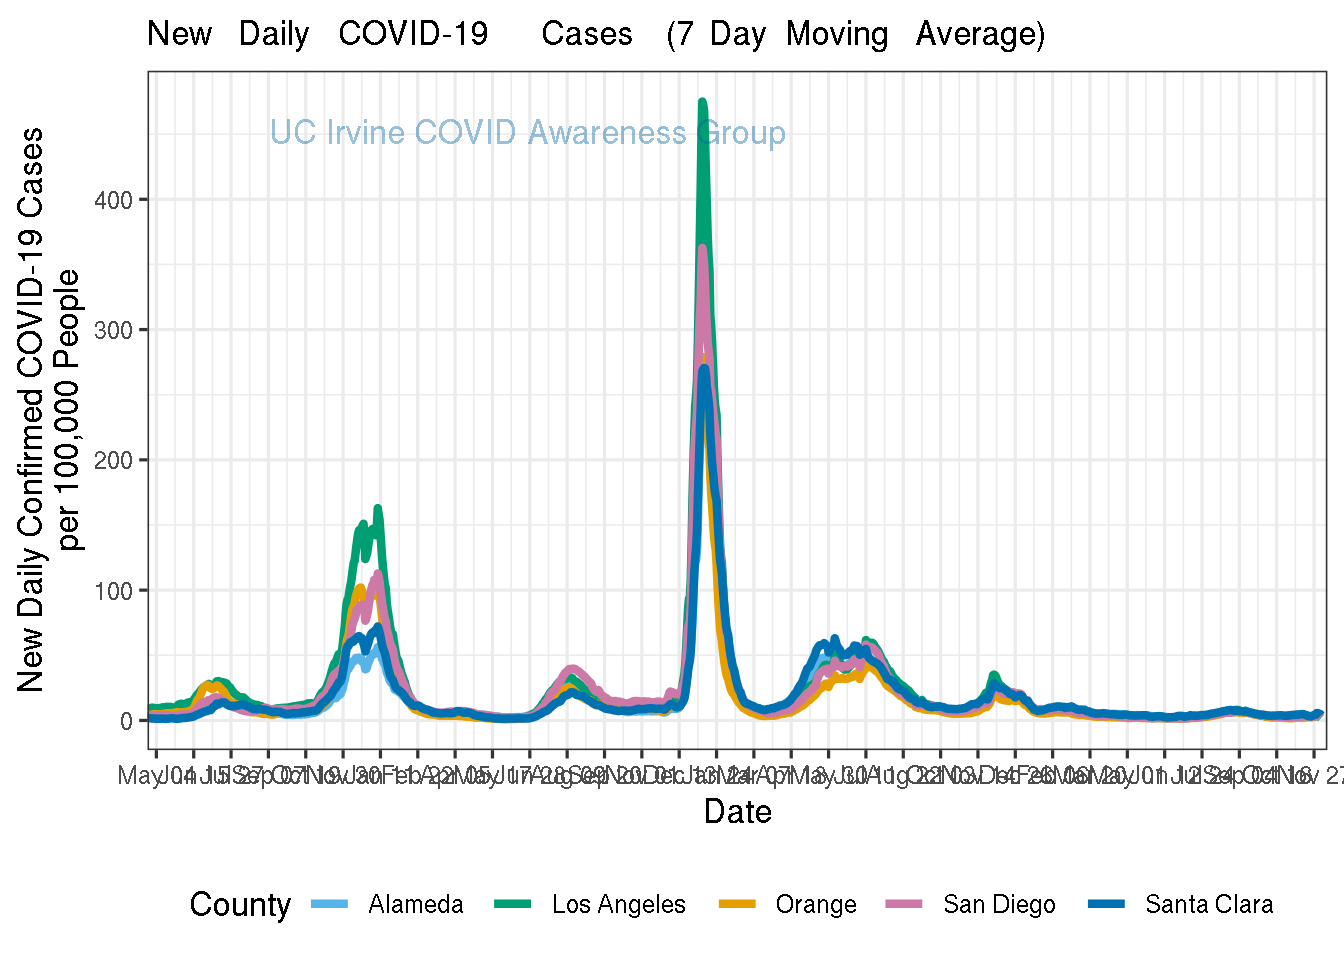 New Daily COVID-19 Cases (7 Day Moving Average)
UC Irvine COVID Awareness Group
New Daily Confirmed COVID-19 Cases
per 100,000 People
400
300
200
100
0
Date
County
Alameda
Los Angeles
Orange
San Diego
Santa Clara